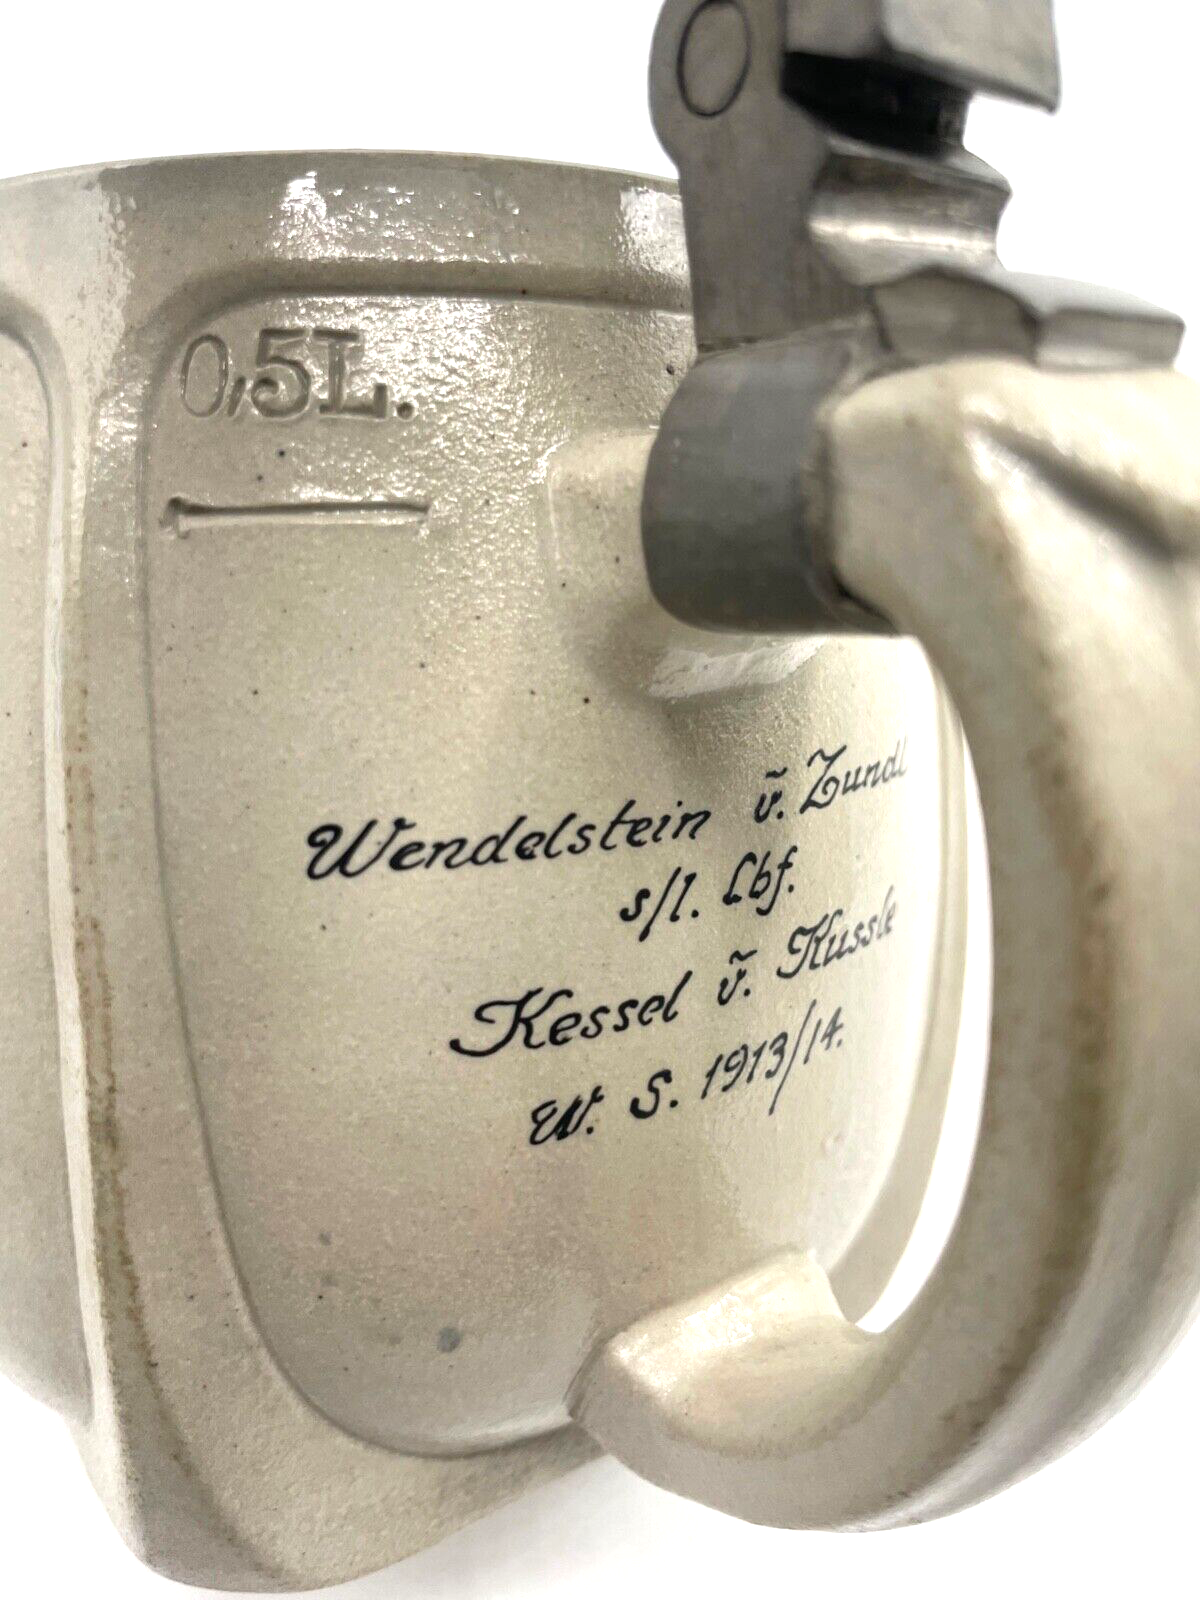 0,5L.
Wendelstein ṽ. Zundl
s/l. Lbf.
Kessel ṽ. Kussle
W. S. 1913/14.